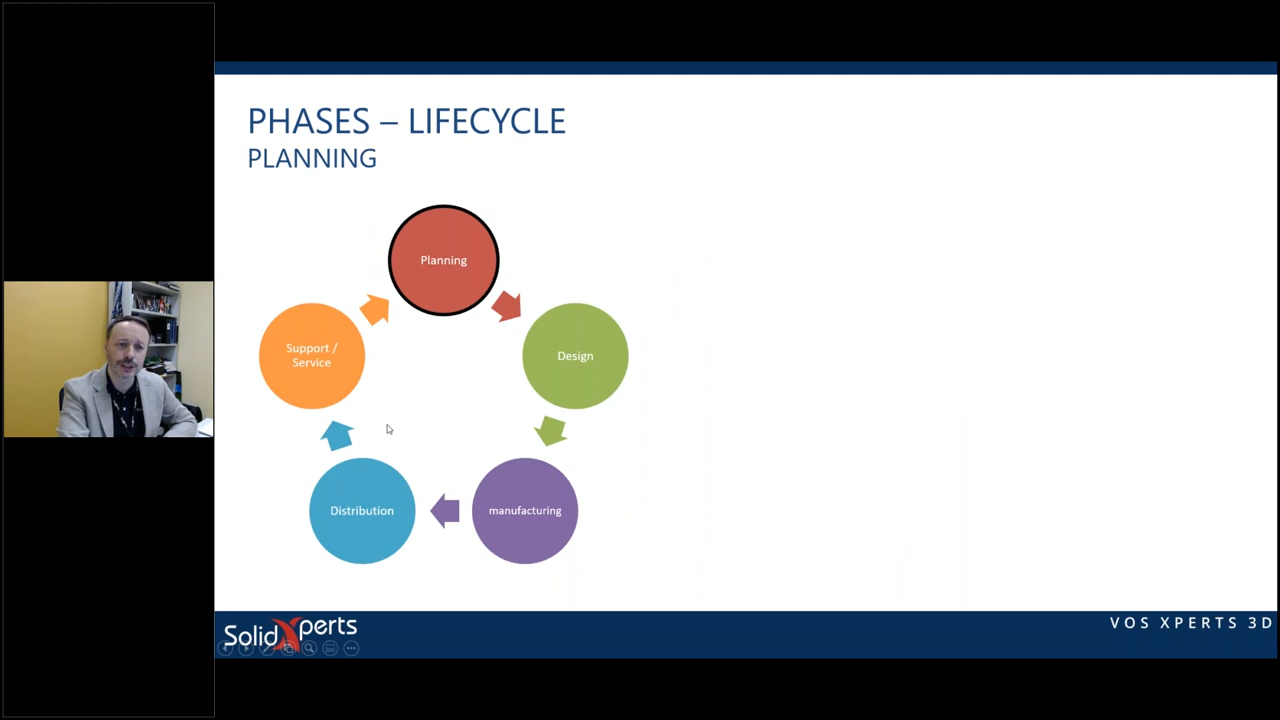 PHASES – LIFECYCLE
PLANNING
Planning
Support /
Service
Design
Distribution
manufacturing
SolidXperts
VOS XPERTS 3D